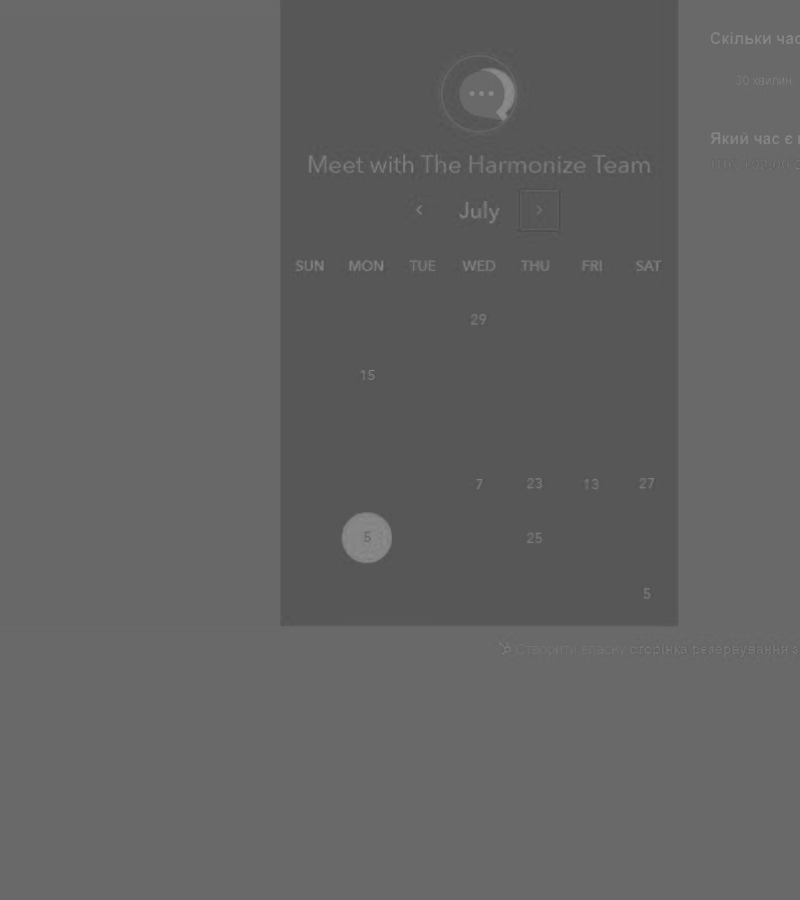 Meet with The Harmonize Team
July
SUN MON TUE WED THU FRI SAT
29
15
7 23 13 27
5 25
5
Скільки час
30 хвилин
Який час є
Створити власну сторінка резервування з